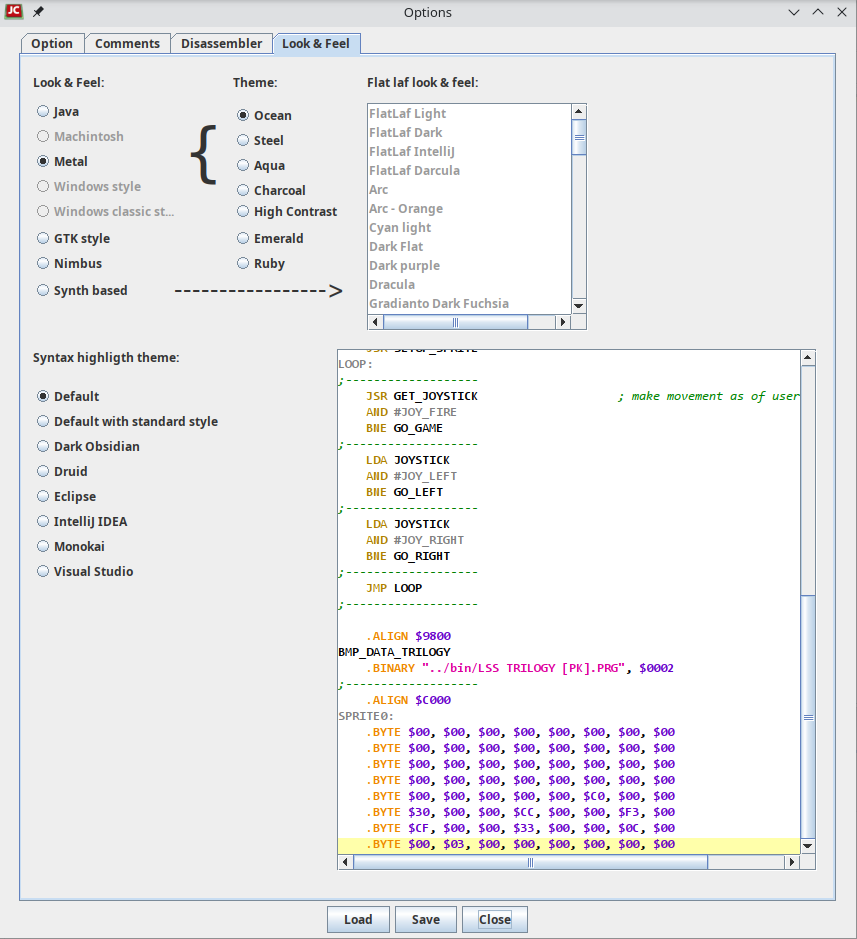 JC
Options
Option Comments Disassembler Look & Feel
Look & Feel: Theme: Flat laf look & feel:
Java
Machintosh
Metal
Windows style
Windows classic st...
GTK style
Nimbus
Synth based ----------------->
{
Ocean
Steel
Aqua
Charcoal
High Contrast
Emerald
Ruby
FlatLaf Light
FlatLaf Dark
FlatLaf IntelliJ
FlatLaf Darcula
Arc
Arc - Orange
Cyan light
Dark Flat
Dark purple
Dracula
Gradianto Dark Fuchsia
Syntax highligth theme:
Default
Default with standard style
Dark Obsidian
Druid
Eclipse
IntelliJ IDEA
Monokai
Visual Studio
JSR SETUP_SPRITE
LOOP:
;-------------------
JSR GET_JOYSTICK ; make movement as of user
AND #JOY_FIRE
BNE GO_GAME
;-------------------
LDA JOYSTICK
AND #JOY_LEFT
BNE GO_LEFT
;-------------------
LDA JOYSTICK
AND #JOY_RIGHT
BNE GO_RIGHT
;-------------------
JMP LOOP
;-------------------
.ALIGN $9800
BMP_DATA_TRILOGY
.BINARY "../bin/LSS TRILOGY [PK].PRG", $0002
;-------------------
.ALIGN $C000
SPRITE0:
.BYTE $00, $00, $00, $00, $00, $00, $00, $00
.BYTE $00, $00, $00, $00, $00, $00, $00, $00
.BYTE $00, $00, $00, $00, $00, $00, $00, $00
.BYTE $00, $00, $00, $00, $00, $00, $00, $00
.BYTE $00, $00, $00, $00, $00, $C0, $00, $00
.BYTE $30, $00, $00, $CC, $00, $00, $F3, $00
.BYTE $CF, $00, $00, $33, $00, $00, $0C, $00
.BYTE $00, $03, $00, $00, $00, $00, $00, $00
Load Save Close